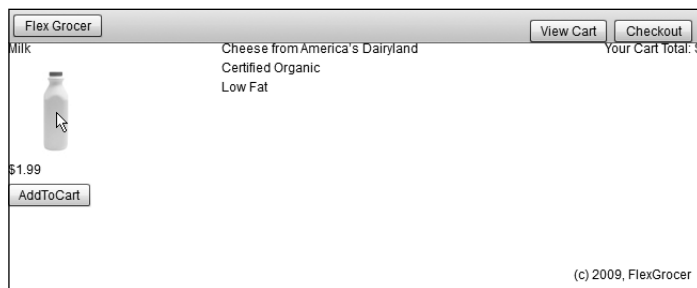 Flex Grocer
View Cart
Checkout
Milk
Cheese from America's Dairyland
Your Cart Total: $
Certified Organic
Low Fat
$1.99
AddToCart
(c) 2009, FlexGrocer